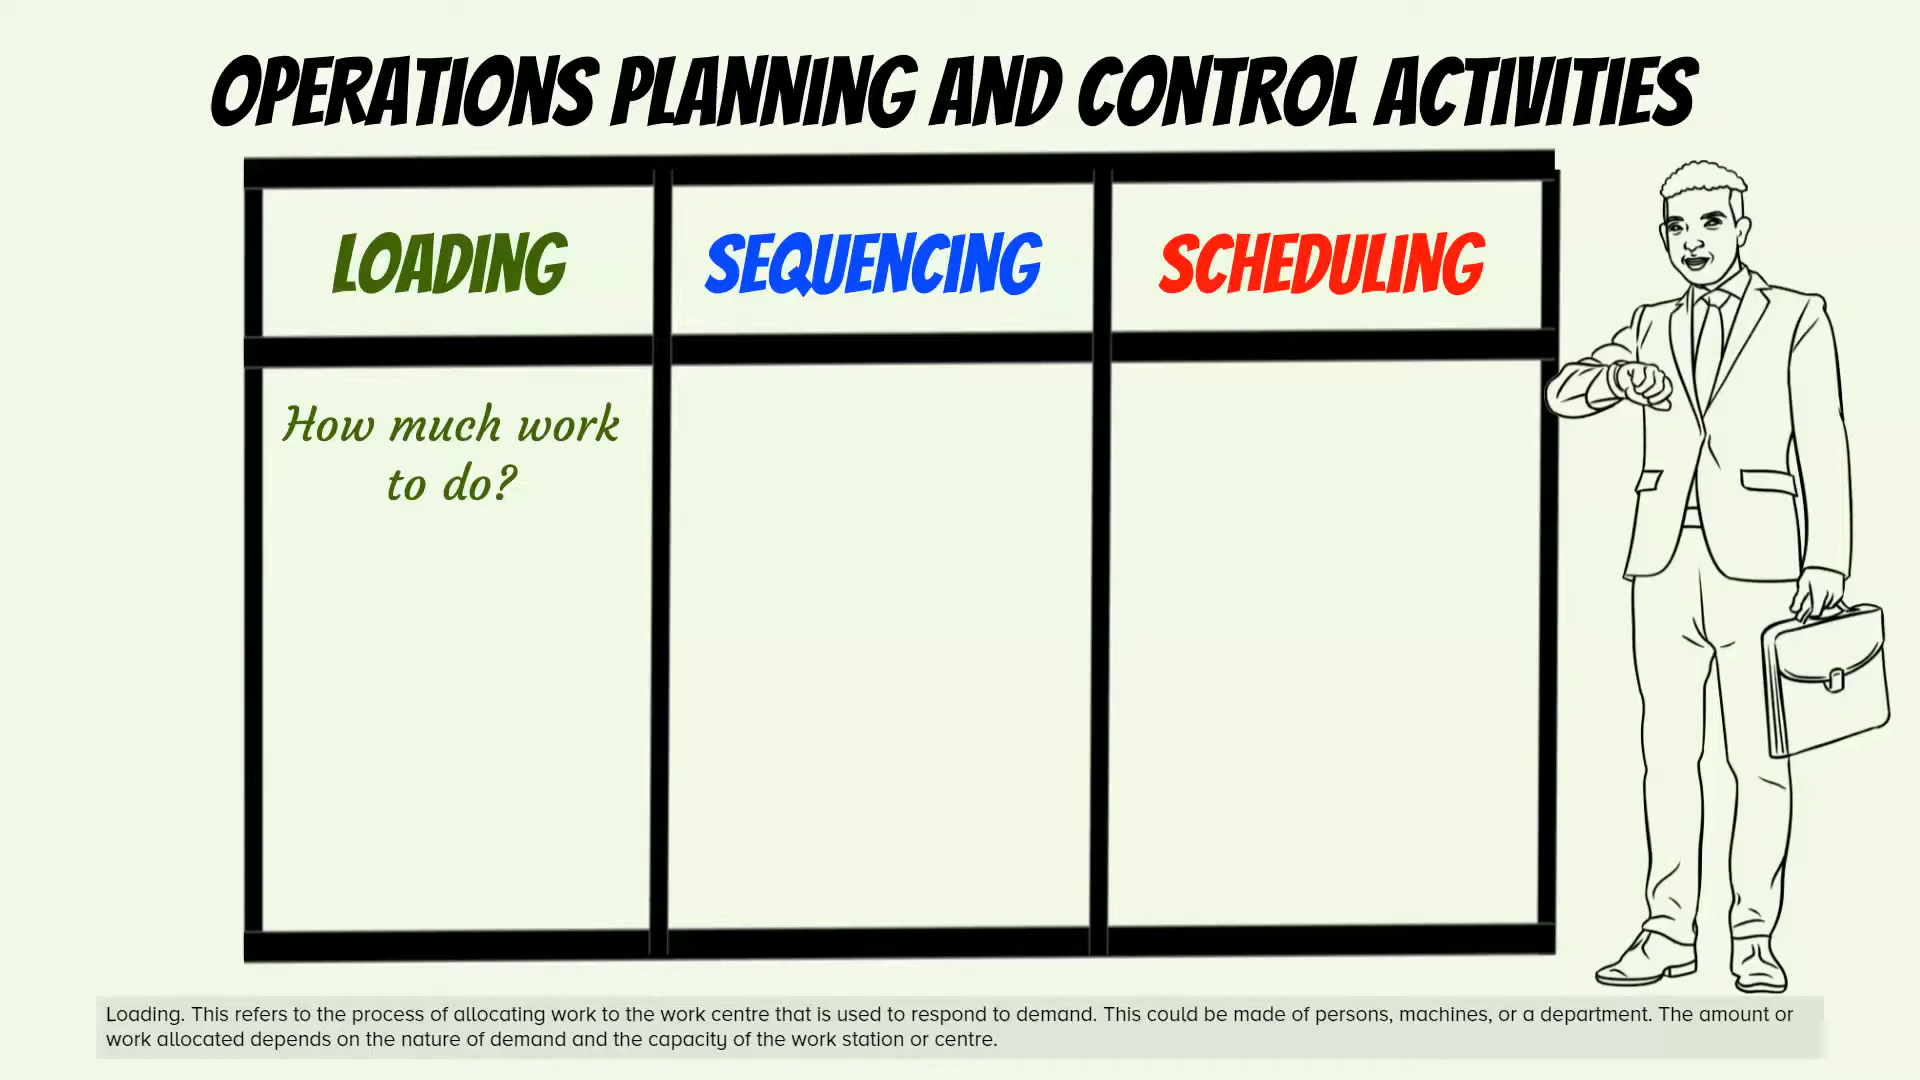 OPERATIONS PLANNING AND CONTROL ACTIVITIES
LOADING
SEQUENCING
SCHEDULING
How much work
to do?
Loading. This refers to the process of allocating work to the work centre that is used to respond to demand. This could be made of persons, machines, or a department. The amount or
work allocated depends on the nature of demand and the capacity of the work station or centre.